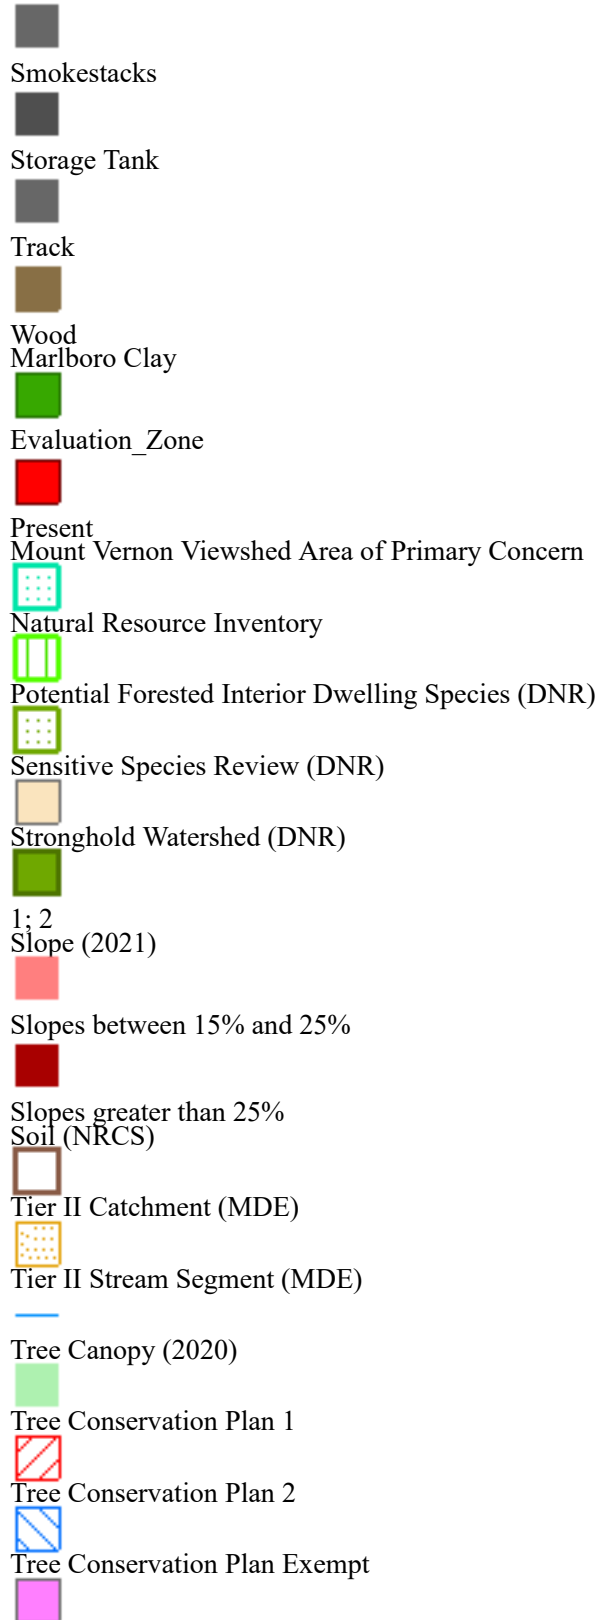 Smokestacks
Storage Tank
Track
Wood
Marlboro Clay
Evaluation_Zone
Present
Mount Vernon Viewshed Area of Primary Concern
Natural Resource Inventory
Potential Forested Interior Dwelling Species (DNR)
Sensitive Species Review (DNR)
Stronghold Watershed (DNR)
1; 2
Slope (2021)
Slopes between 15% and 25%
Slopes greater than 25%
Soil (NRCS)
Tier II Catchment (MDE)
Tier II Stream Segment (MDE)
Tree Canopy (2020)
Tree Conservation Plan 1
Tree Conservation Plan 2
Tree Conservation Plan Exempt